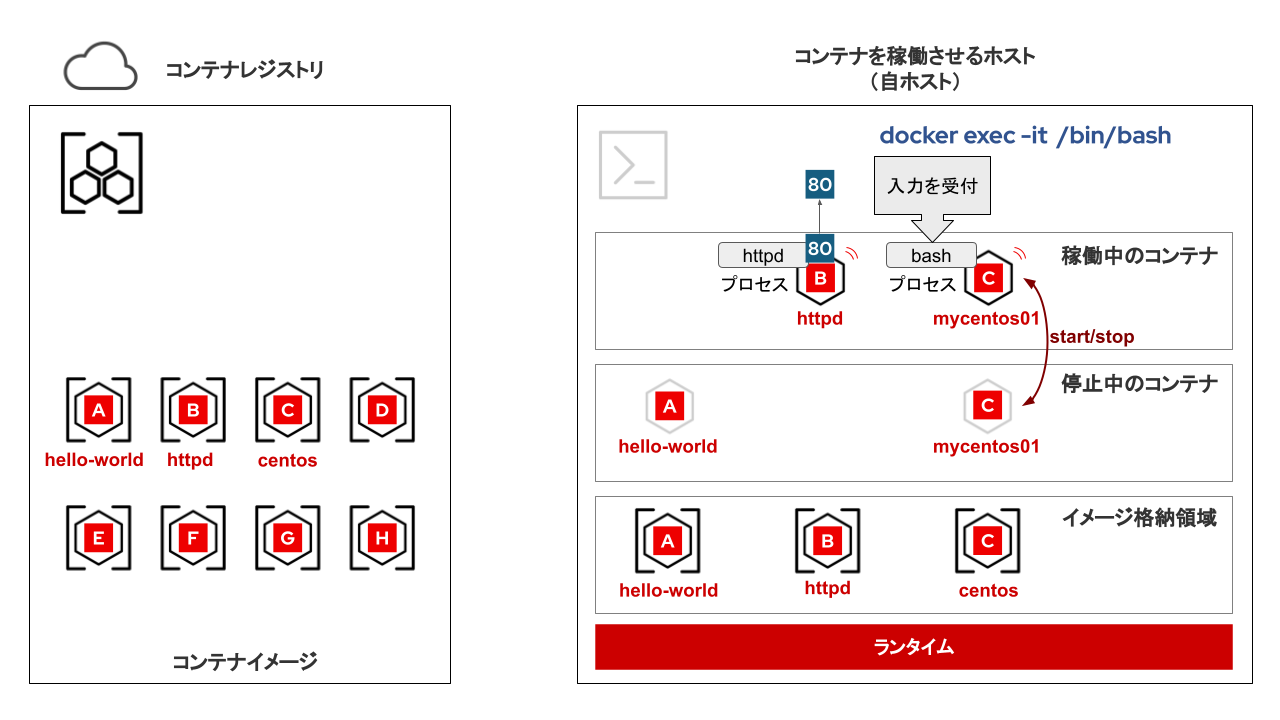 コンテナレジストリ
A
B
C
D
hello-world
httpd
centos
E
F
G
H
コンテナイメージ
コンテナを稼働させるホスト
（自ホスト）
docker exec -it /bin/bash
80
入力を受付
稼働中のコンテナ
httpd
80
プロセス
B
httpd
bash
プロセス
C
mycentos01
start/stop
停止中のコンテナ
A
hello-world
C
mycentos01
イメージ格納領域
A
hello-world
B
httpd
C
centos
ランタイム